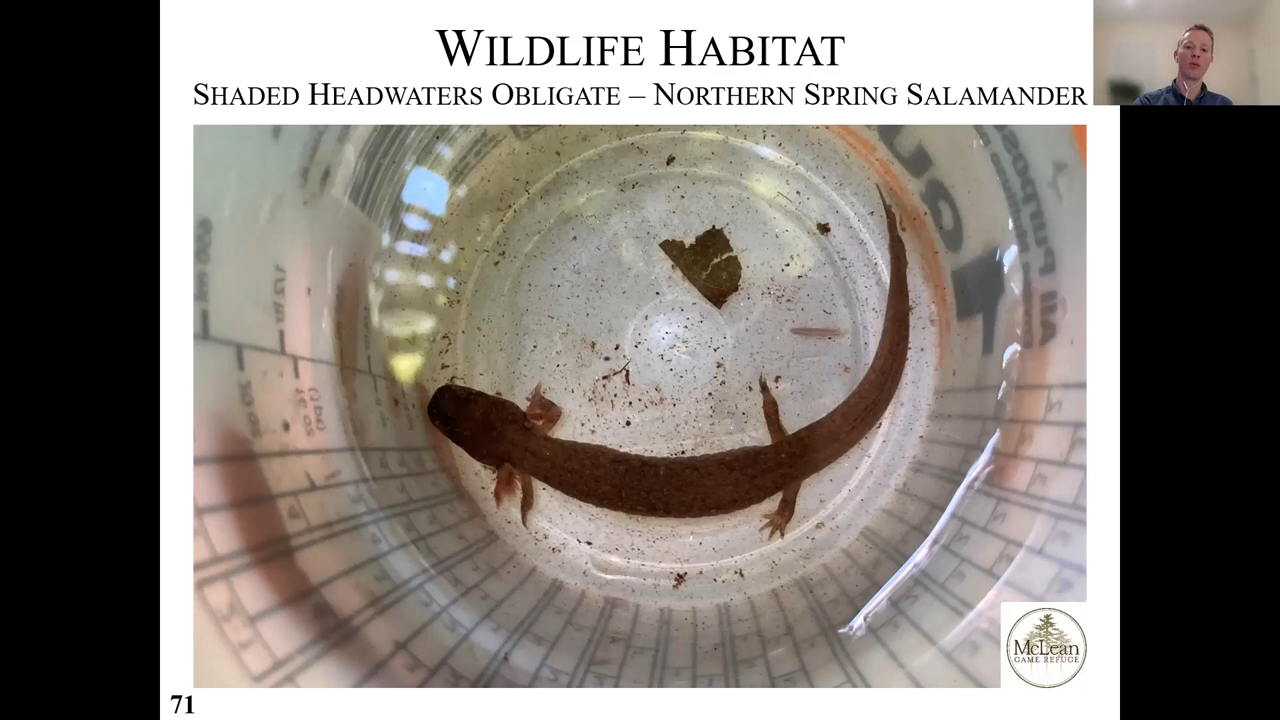 WILDLIFE HABITAT
SHADED HEADWATERS OBLIGATE – NORTHERN SPRING SALAMANDER
McLean
GAME REFUGE
71